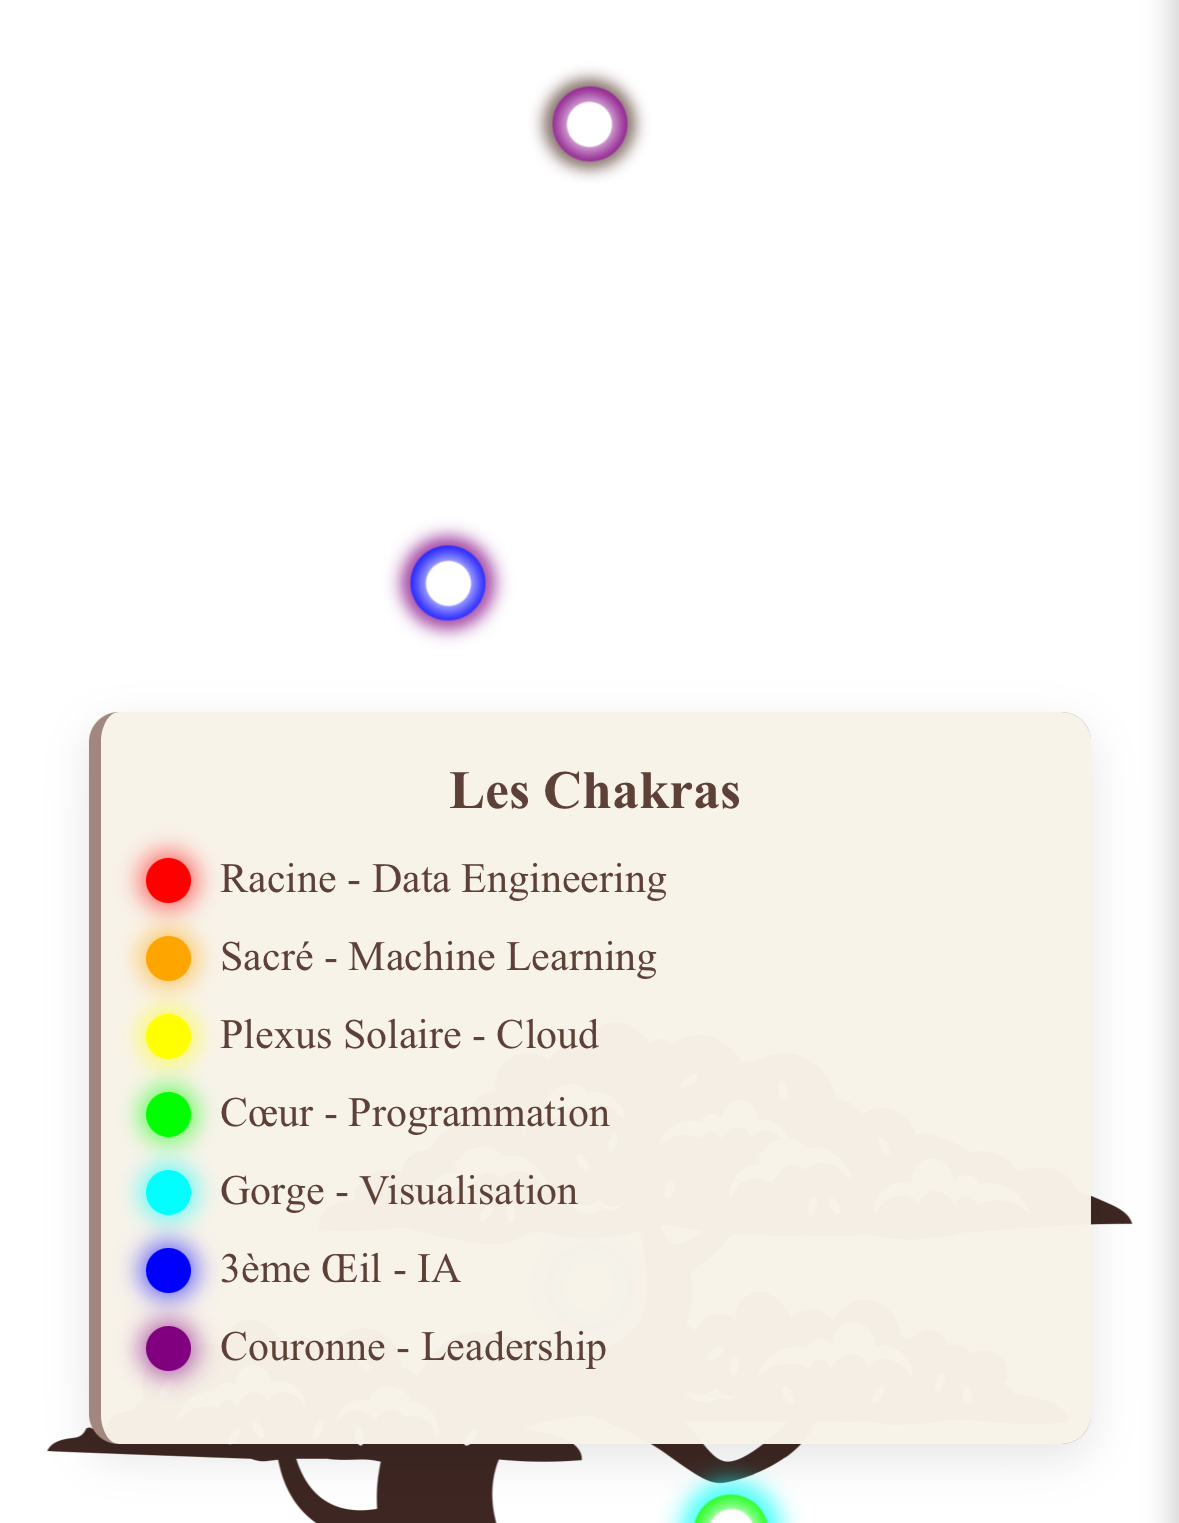 Les Chakras
Racine - Data Engineering
Sacré - Machine Learning
Plexus Solaire - Cloud
Cœur - Programmation
Gorge - Visualisation
3ème Œil - IA
Couronne - Leadership